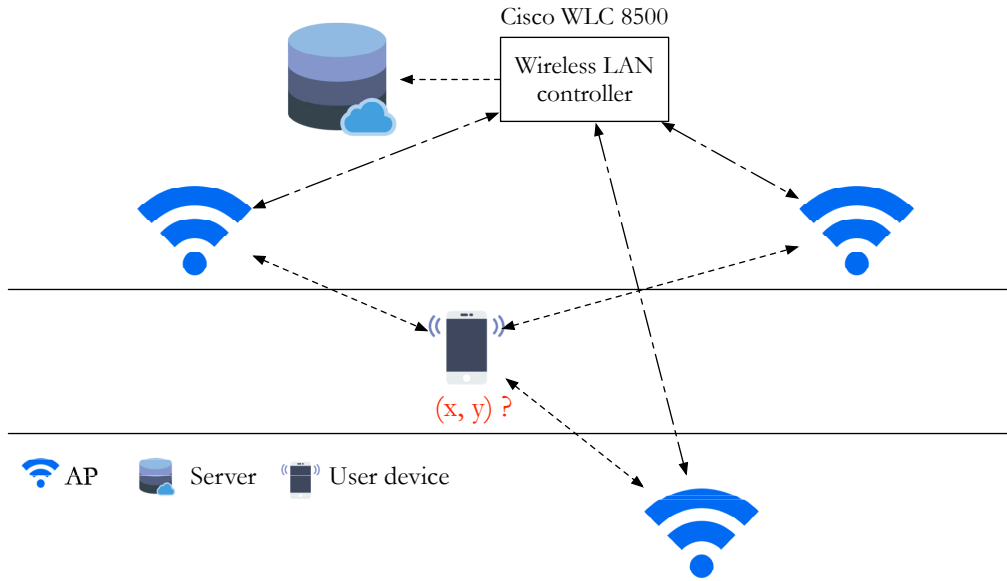 Cisco WLC 8500
Wireless LAN
controller
(x, y) ?
AP
Server
User device